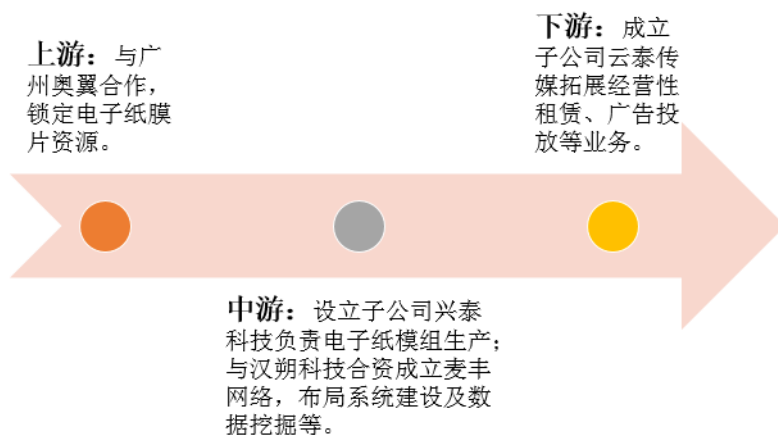 上游：与广
州奥翼合作，
锁定电子纸膜
片资源。
中游：设立子公司兴泰
科技负责电子纸模组生产；
与汉朔科技合资成立麦丰
网络，布局系统建设及数
据挖掘等。
下游：成立
子公司云泰传
媒拓展经营性
租赁、广告投
放等业务。